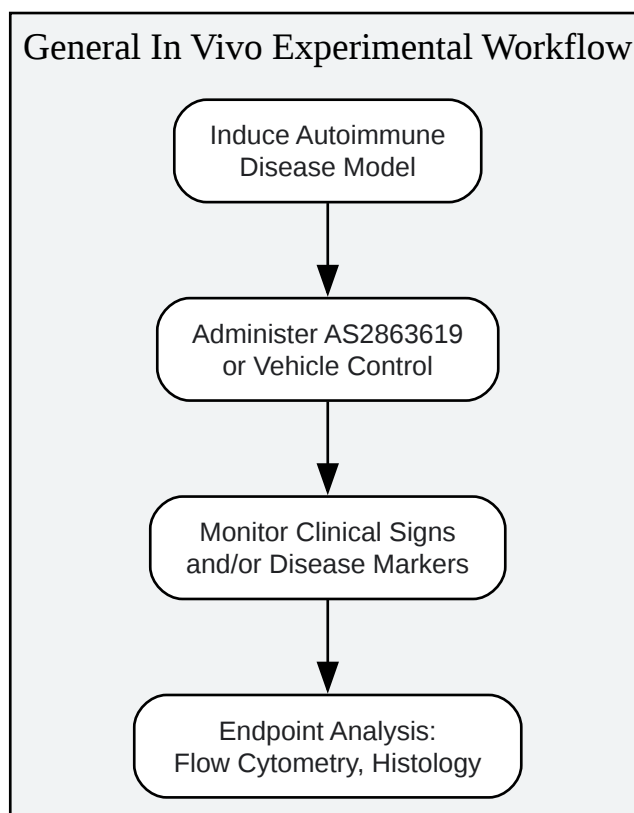 General In Vivo Experimental Workflow
Induce Autoimmune
Disease Model
Administer AS2863619
or Vehicle Control
Monitor Clinical Signs
and/or Disease Markers
Endpoint Analysis:
Flow Cytometry, Histology